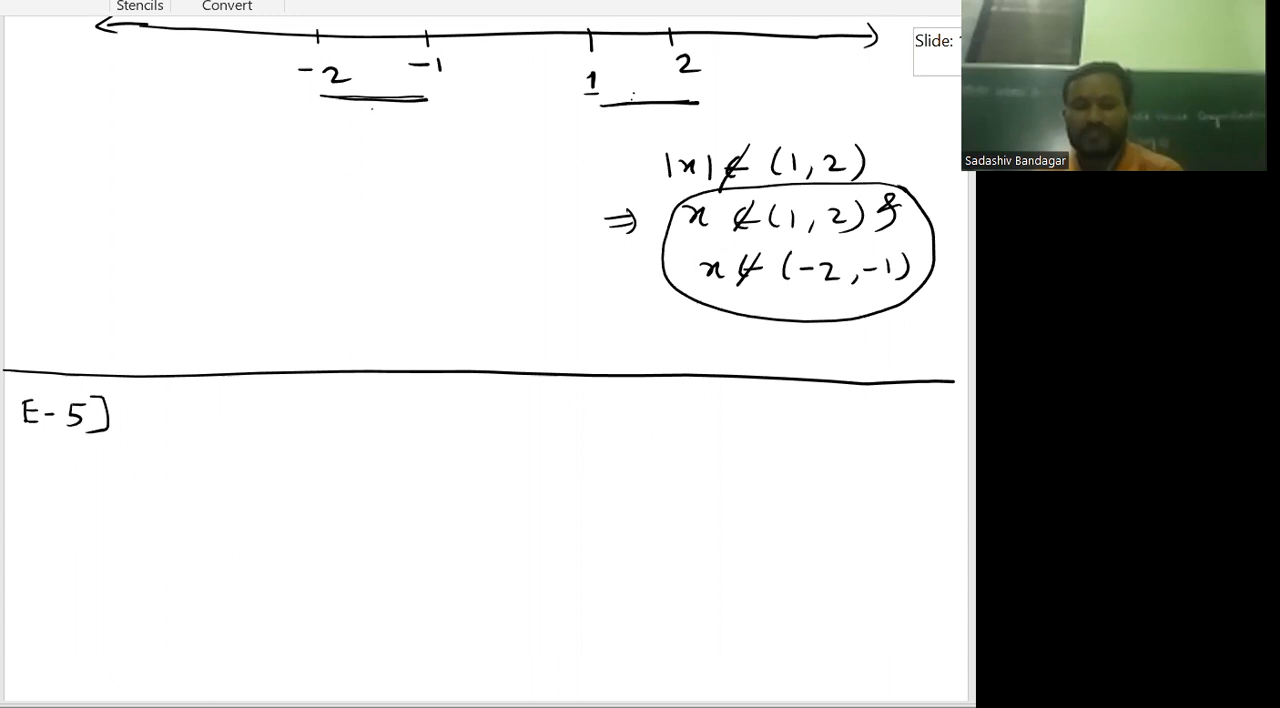 Stencils Convert
Slide:
-2 -1 1 2
|x| ∉ (1, 2)
⇒ x ∉ (1, 2) &
x ∉ (-2, -1)
Sadashiv Bandagar
E-5]